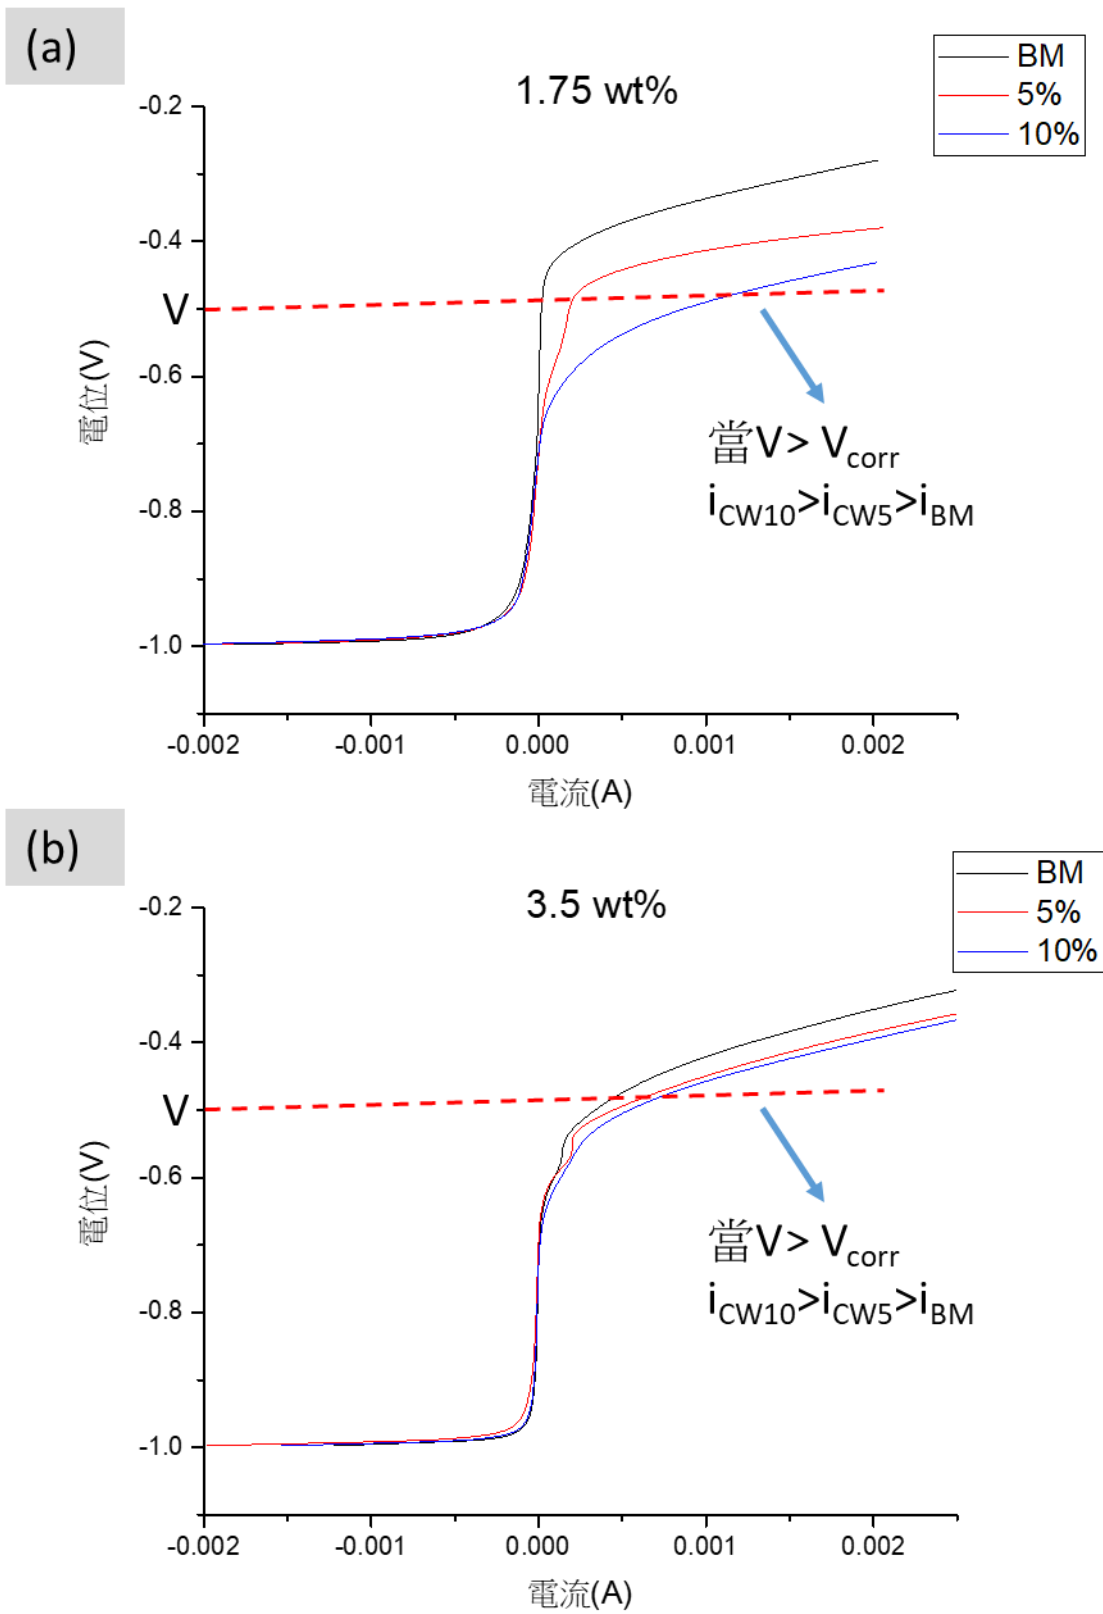 (a)
1.75 wt%
BM
5%
10%
-0.2
-0.4
V
-0.6
-0.8
-1.0
電位(V)
-0.002
-0.001
0.000
0.001
0.002
電流(A)
當V> Vcorr
iCW10>iCW5>iBM
(b)
3.5 wt%
BM
5%
10%
-0.2
-0.4
V
-0.6
-0.8
-1.0
電位(V)
-0.002
-0.001
0.000
0.001
0.002
電流(A)
當V> Vcorr
iCW10>iCW5>iBM